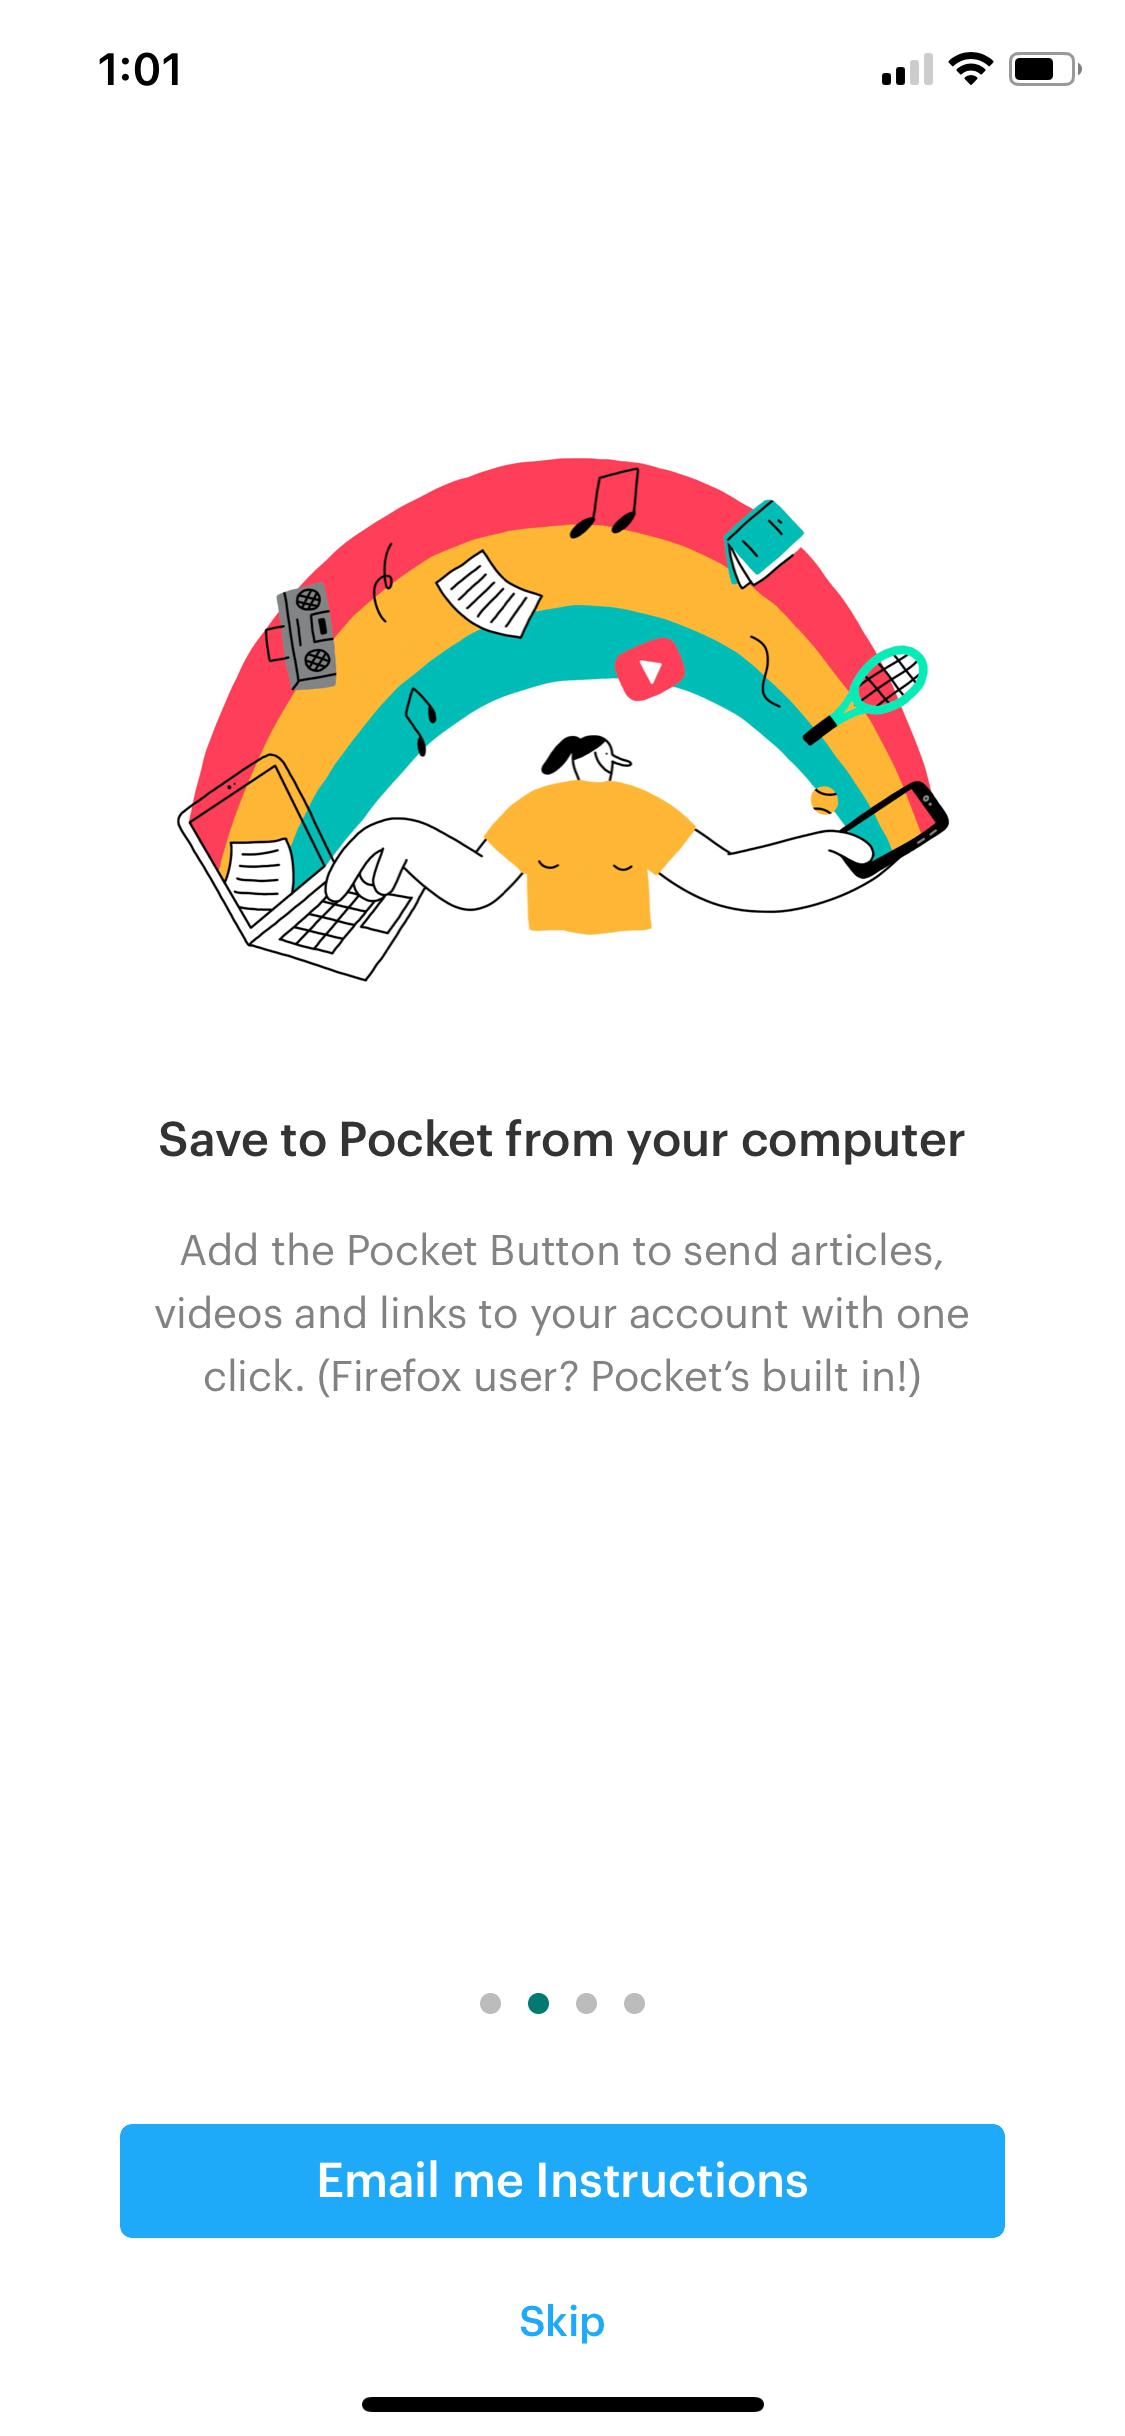 1:01
Save to Pocket from your computer
Add the Pocket Button to send articles,
videos and links to your account with one
click. (Firefox user? Pocket’s built in!)
Email me Instructions
Skip